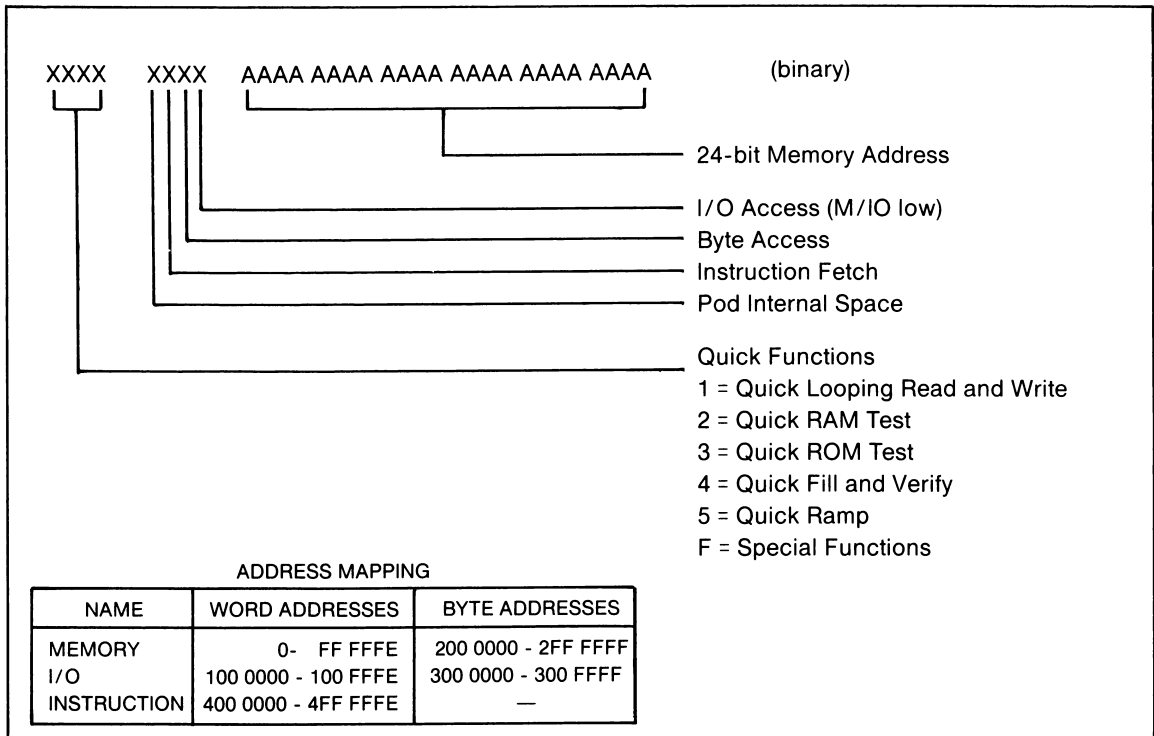 XXXX XXXX AAAA AAAA AAAA AAAA AAAA AAAA (binary)
24-bit Memory Address
I/O Access (M/IO low)
Byte Access
Instruction Fetch
Pod Internal Space
Quick Functions
1 = Quick Looping Read and Write
2 = Quick RAM Test
3 = Quick ROM Test
4 = Quick Fill and Verify
5 = Quick Ramp
F = Special Functions
ADDRESS MAPPING
NAME WORD ADDRESSES BYTE ADDRESSES
MEMORY 0- FF FFFE 200 0000 - 2FF FFFF
I/O 100 0000 - 100 FFFE 300 0000 - 300 FFFF
INSTRUCTION 400 0000 - 4FF FFFE —